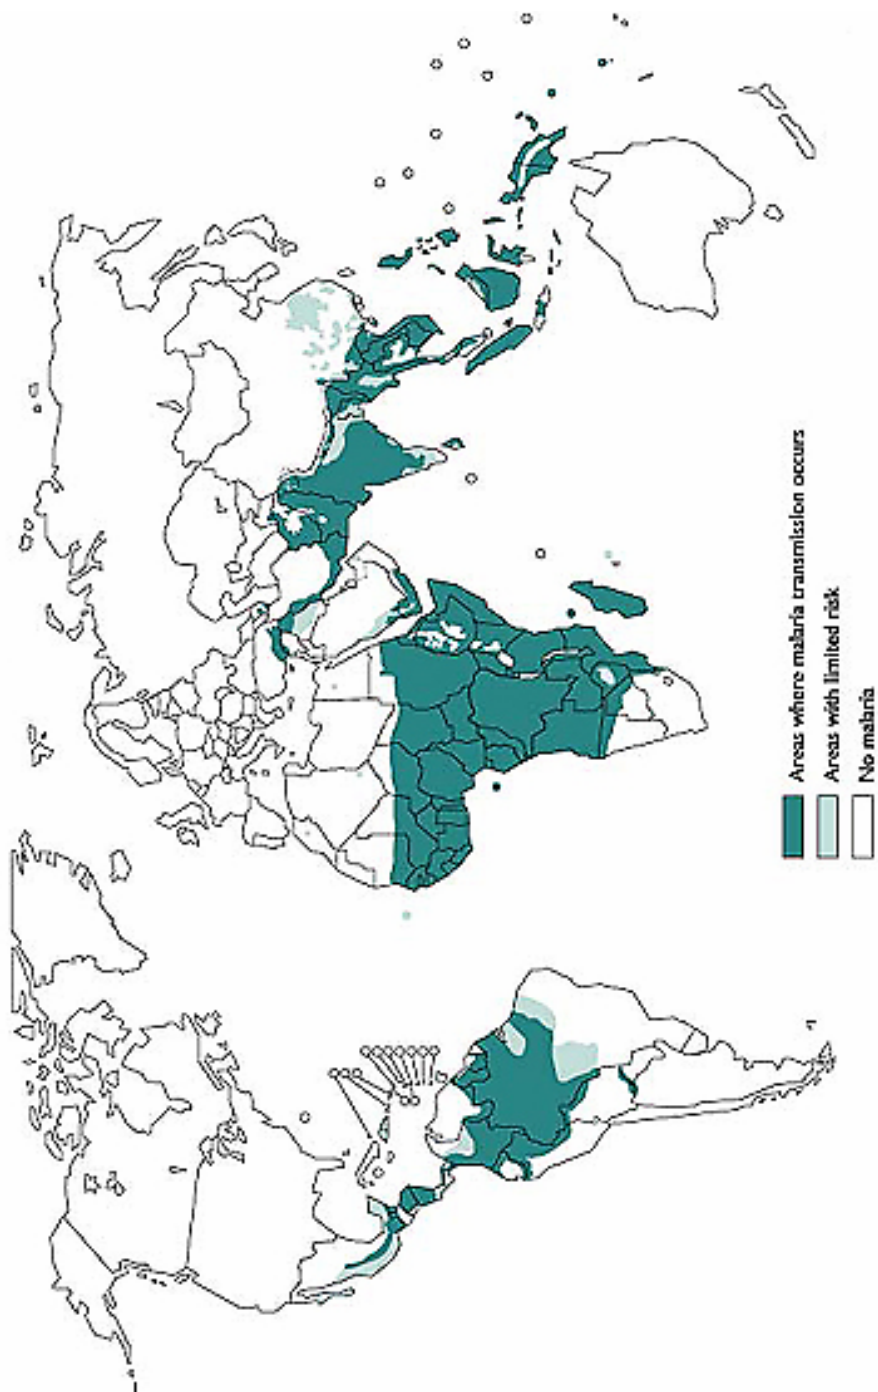 Areas where malaria transmission occurs
Areas with limited risk
No malaria